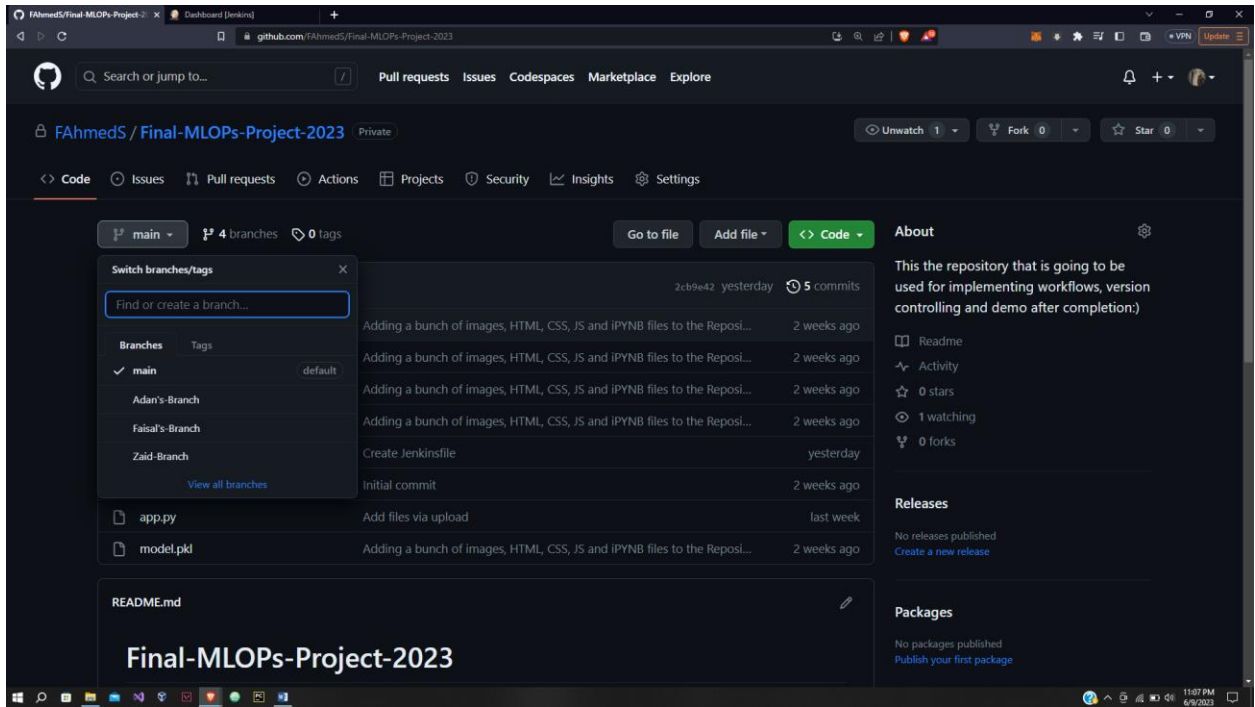 FAhmedS/Final-MLOPs-Project-2
Dashboard [Jenkins]
github.com/FAhmedS/Final-MLOPs-Project-2023
VPN
Update
Search or jump to...
/
Pull requests Issues Codespaces Marketplace Explore
FAhmedS / Final-MLOPs-Project-2023 Private
Unwatch 1
Fork 0
Star 0
<> Code Issues Pull requests Actions Projects Security Insights Settings
main
4 branches 0 tags
Go to file Add file <> Code
Switch branches/tags
Find or create a branch...
Branches Tags
main default
Adan's-Branch
Faisal's-Branch
Zaid-Branch
View all branches
2cb9e42 yesterday 5 commits
Adding a bunch of images, HTML, CSS, JS and iPYNB files to the Reposi... 2 weeks ago
Adding a bunch of images, HTML, CSS, JS and iPYNB files to the Reposi... 2 weeks ago
Adding a bunch of images, HTML, CSS, JS and iPYNB files to the Reposi... 2 weeks ago
Adding a bunch of images, HTML, CSS, JS and iPYNB files to the Reposi... 2 weeks ago
Create Jenkinsfile yesterday
Initial commit 2 weeks ago
app.py Add files via upload last week
model.pkl Adding a bunch of images, HTML, CSS, JS and iPYNB files to the Reposi... 2 weeks ago
README.md
Final-MLOPs-Project-2023
About
This the repository that is going to be
used for implementing workflows, version
controlling and demo after completion:)
Readme
Activity
0 stars
1 watching
0 forks
Releases
No releases published
Create a new release
Packages
No packages published
Publish your first package
11:07 PM
6/9/2023